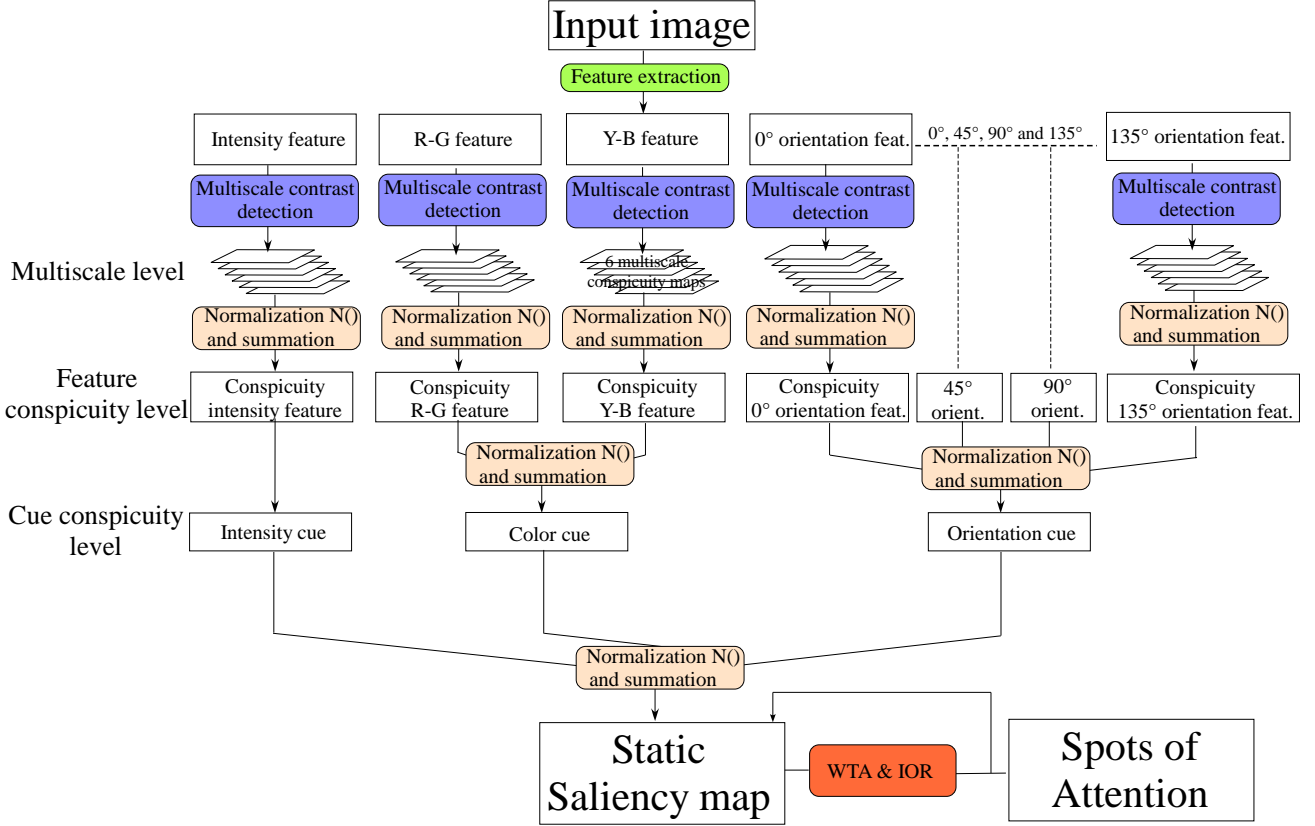 Input image
Feature extraction
Intensity feature
R-G feature
Y-B feature
0° orientation feat.
0°, 45°, 90° and 135°
135° orientation feat.
Multiscale contrast
detection
Multiscale contrast
detection
Multiscale contrast
detection
Multiscale contrast
detection
Multiscale contrast
detection
Multiscale level
6 multiscale
conspicuity maps
Normalization N()
and summation
Normalization N()
and summation
Normalization N()
and summation
Normalization N()
and summation
Normalization N()
and summation
Feature
conspicuity level
Conspicuity
intensity feature
Conspicuity
R-G feature
Conspicuity
Y-B feature
Conspicuity
0° orientation feat.
45°
orient.
90°
orient.
Conspicuity
135° orientation feat.
Normalization N()
and summation
Normalization N()
and summation
Cue conspicuity
level
Intensity cue
Color cue
Orientation cue
Normalization N()
and summation
Static
Saliency map
WTA & IOR
Spots of
Attention